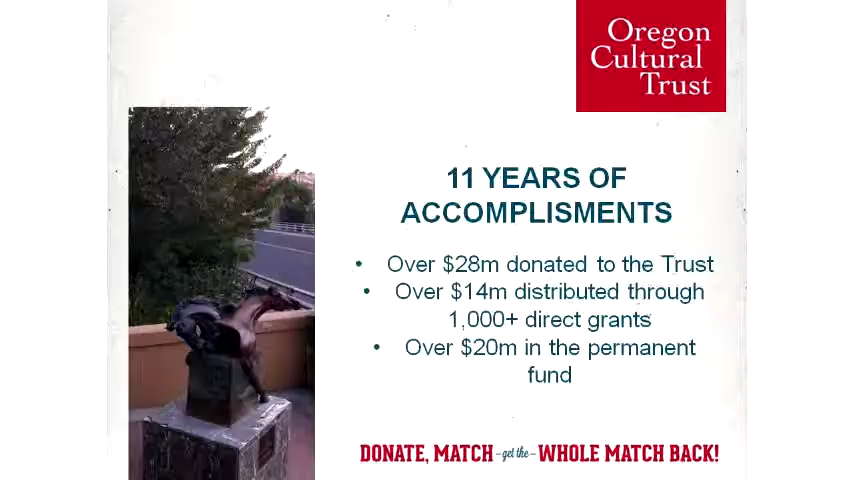 Oregon
Cultural
Trust
11 YEARS OF
ACCOMPLISMENTS
• Over $28m donated to the Trust
• Over $14m distributed through
1,000+ direct grants
• Over $20m in the permanent
fund
DONATE, MATCH -get the- WHOLE MATCH BACK!